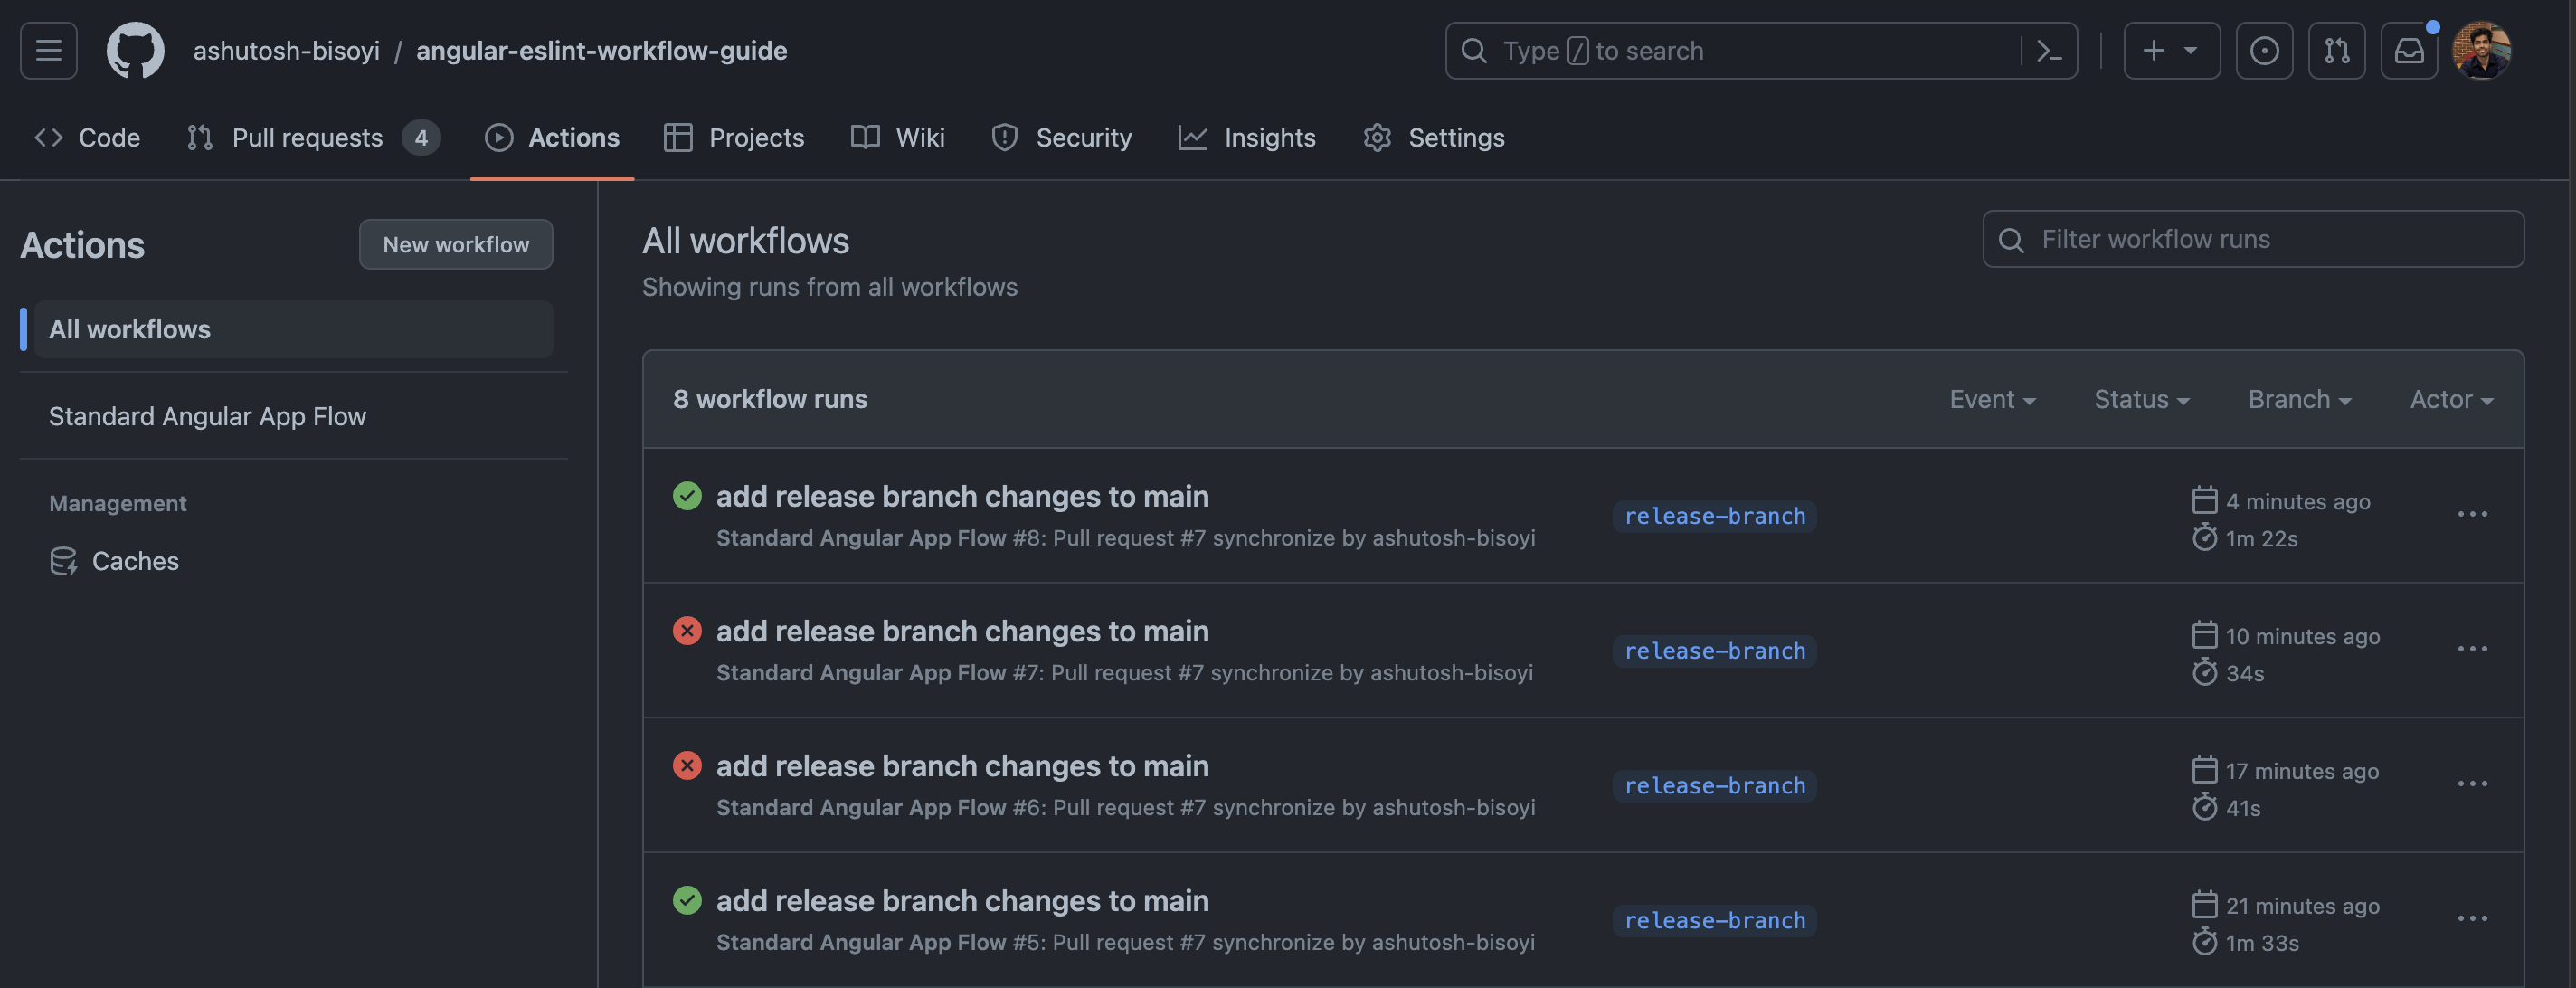 ashutosh-bisoyi / angular-eslint-workflow-guide
Type / to search
Code
Pull requests 4
Actions
Projects
Wiki
Security
Insights
Settings
Actions
New workflow
All workflows
Standard Angular App Flow
Management
Caches
All workflows
Showing runs from all workflows
Filter workflow runs
8 workflow runs
Event
Status
Branch
Actor
add release branch changes to main
Standard Angular App Flow #8: Pull request #7 synchronize by ashutosh-bisoyi
release-branch
4 minutes ago
1m 22s
add release branch changes to main
Standard Angular App Flow #7: Pull request #7 synchronize by ashutosh-bisoyi
release-branch
10 minutes ago
34s
add release branch changes to main
Standard Angular App Flow #6: Pull request #7 synchronize by ashutosh-bisoyi
release-branch
17 minutes ago
41s
add release branch changes to main
Standard Angular App Flow #5: Pull request #7 synchronize by ashutosh-bisoyi
release-branch
21 minutes ago
1m 33s